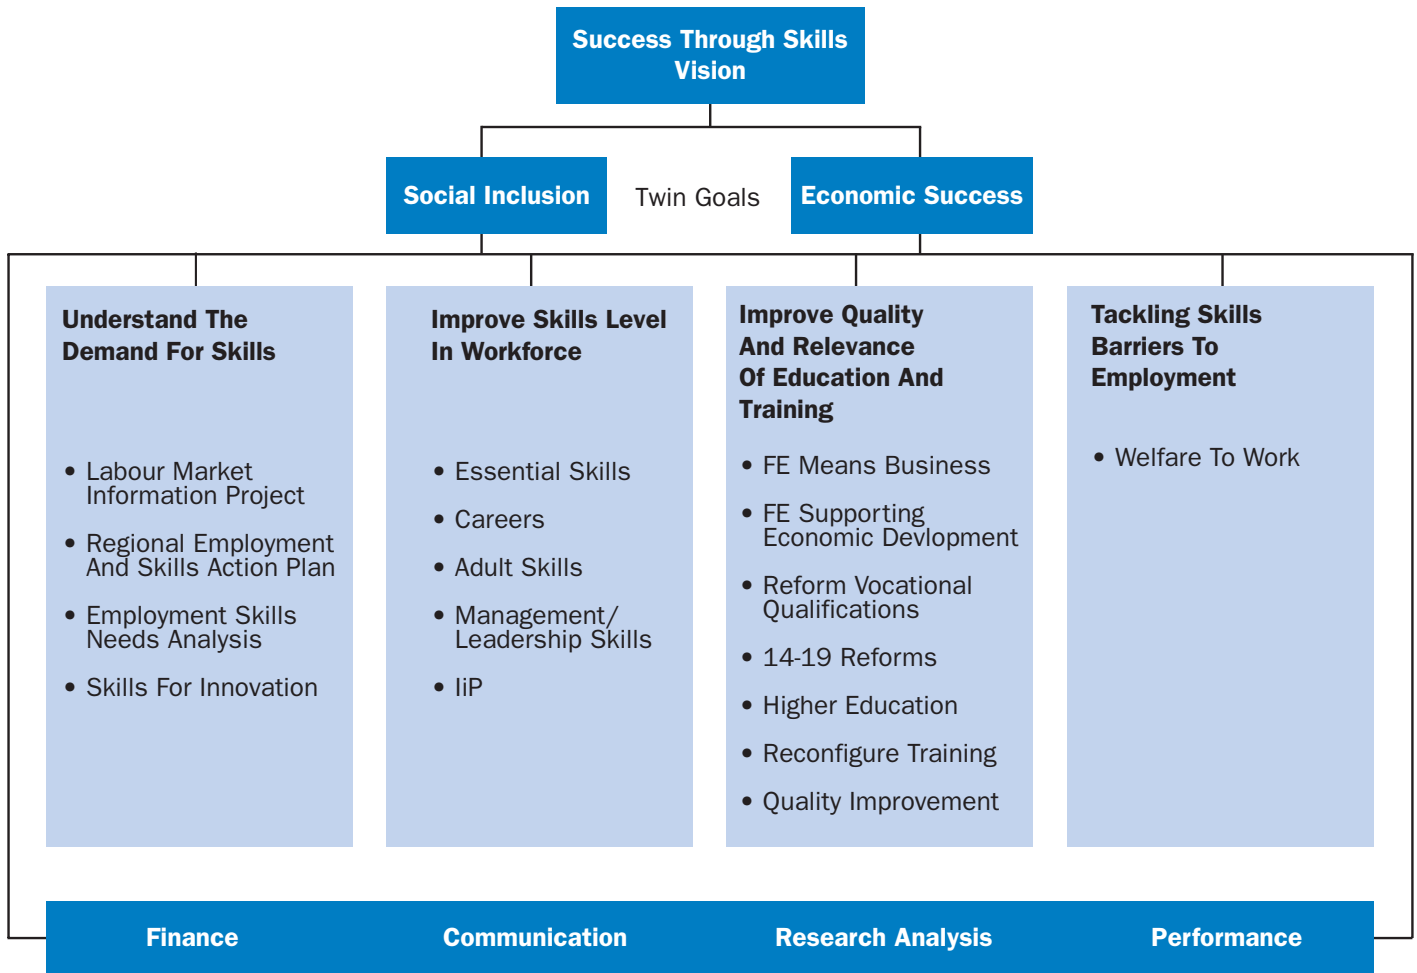 Success Through Skills
Vision
Social Inclusion
Twin Goals
Economic Success
Understand The
Demand For Skills
• Labour Market
Information Project
• Regional Employment
And Skills Action Plan
• Employment Skills
Needs Analysis
• Skills For Innovation
Improve Skills Level
In Workforce
• Essential Skills
• Careers
• Adult Skills
• Management/
Leadership Skills
• IiP
Improve Quality
And Relevance
Of Education And
Training
• FE Means Business
• FE Supporting
Economic Devlopment
• Reform Vocational
Qualifications
• 14-19 Reforms
• Higher Education
• Reconfigure Training
• Quality Improvement
Tackling Skills
Barriers To
Employment
• Welfare To Work
Finance
Communication
Research Analysis
Performance